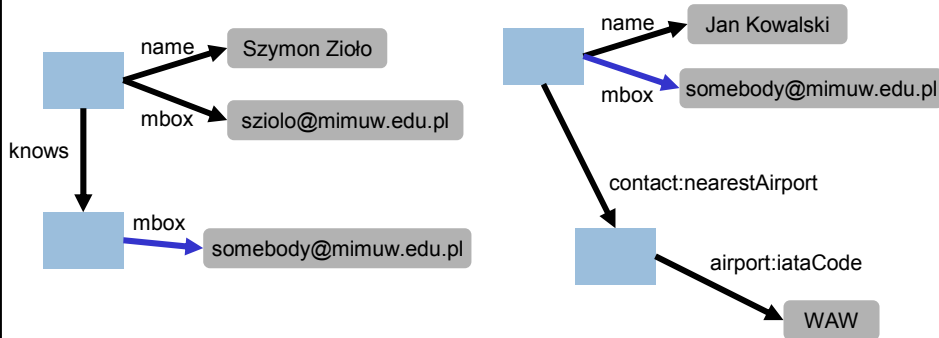 name
Szymon Zioło
mbox
sziolo@mimuw.edu.pl
knows
mbox
somebody@mimuw.edu.pl
name
Jan Kowalski
mbox
somebody@mimuw.edu.pl
contact:nearestAirport
airport:iataCode
WAW